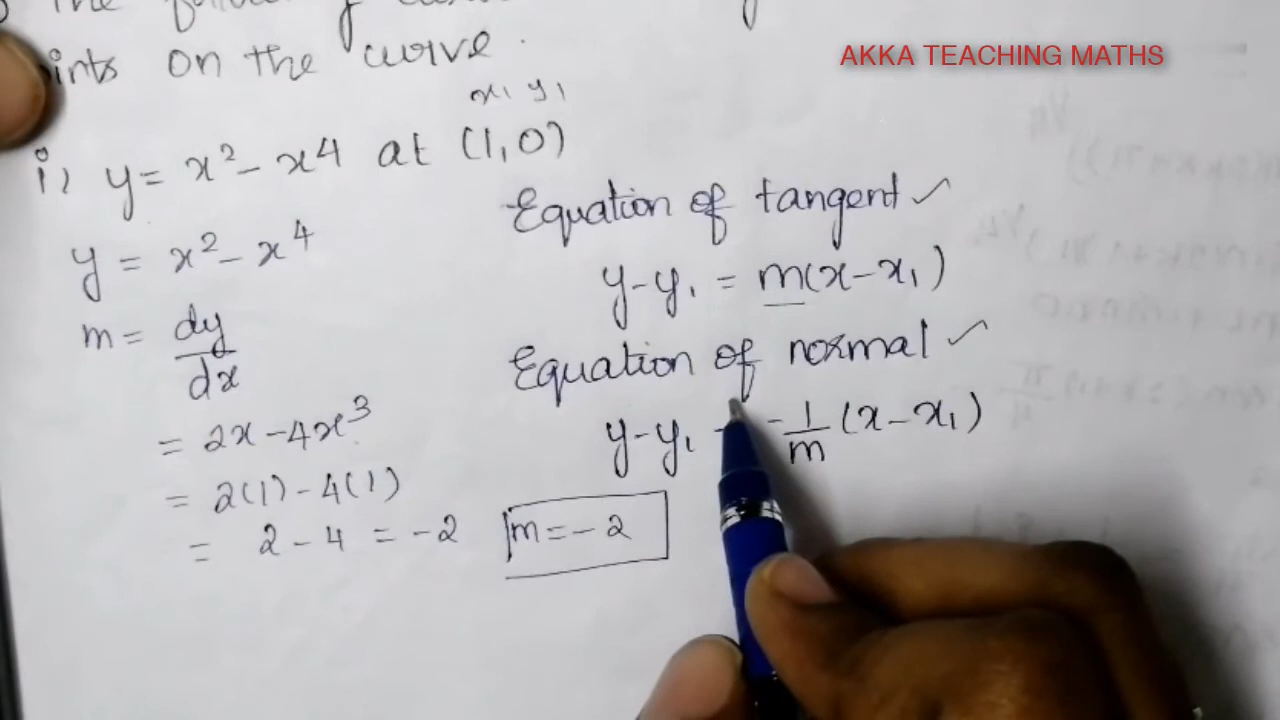 the
ints on the curve.
AKKA TEACHING MATHS
x₁ y₁
i) y = x² - x⁴ at (1,0)
y = x² - x⁴
m = dy/dx
= 2x - 4x³
= 2(1) - 4(1)
= 2 - 4 = -2
m = -2
Equation of tangent ✓
y - y₁ = m(x - x₁)
Equation of normal ✓
y - y₁ = -1/m (x - x₁)